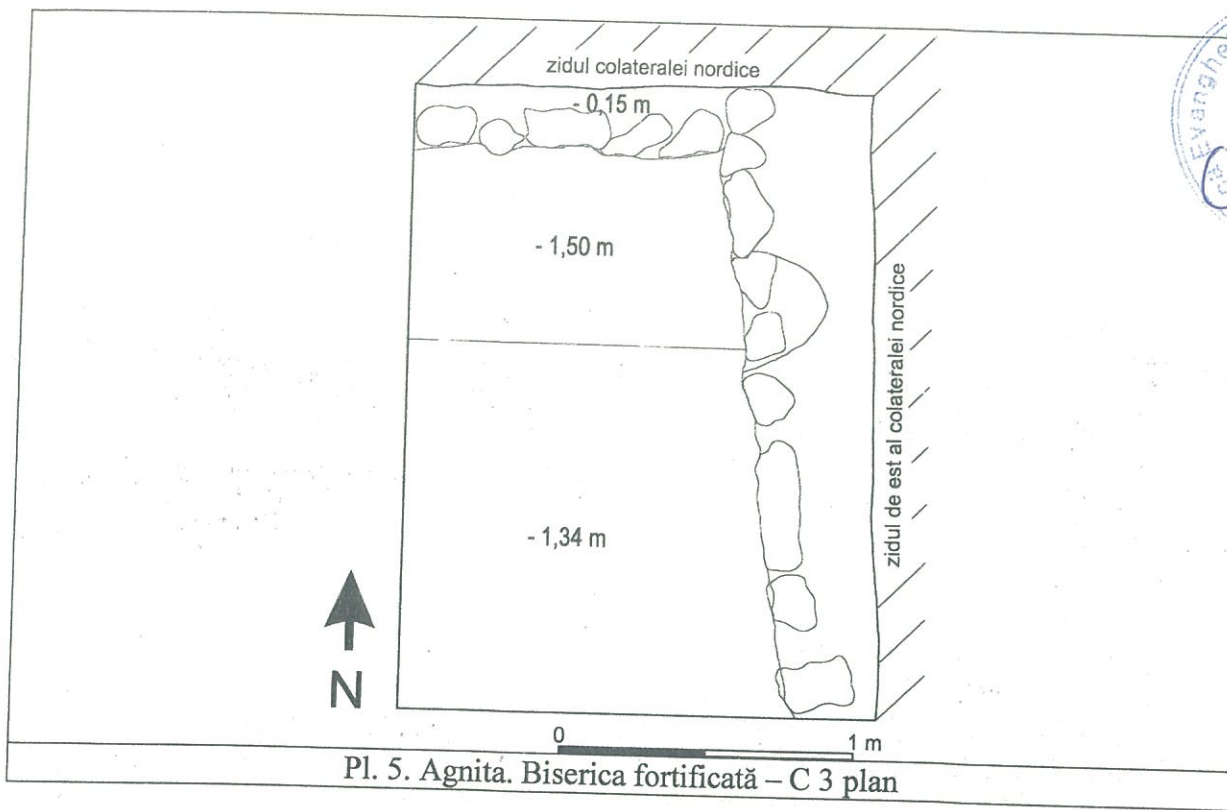 zidul colateralei nordice
- 0,15 m
Evanghe
- 1,50 m
zidul de est al colateralei nordice
- 1,34 m
N
0 1 m
Pl. 5. Agnita. Biserica fortificată – C 3 plan